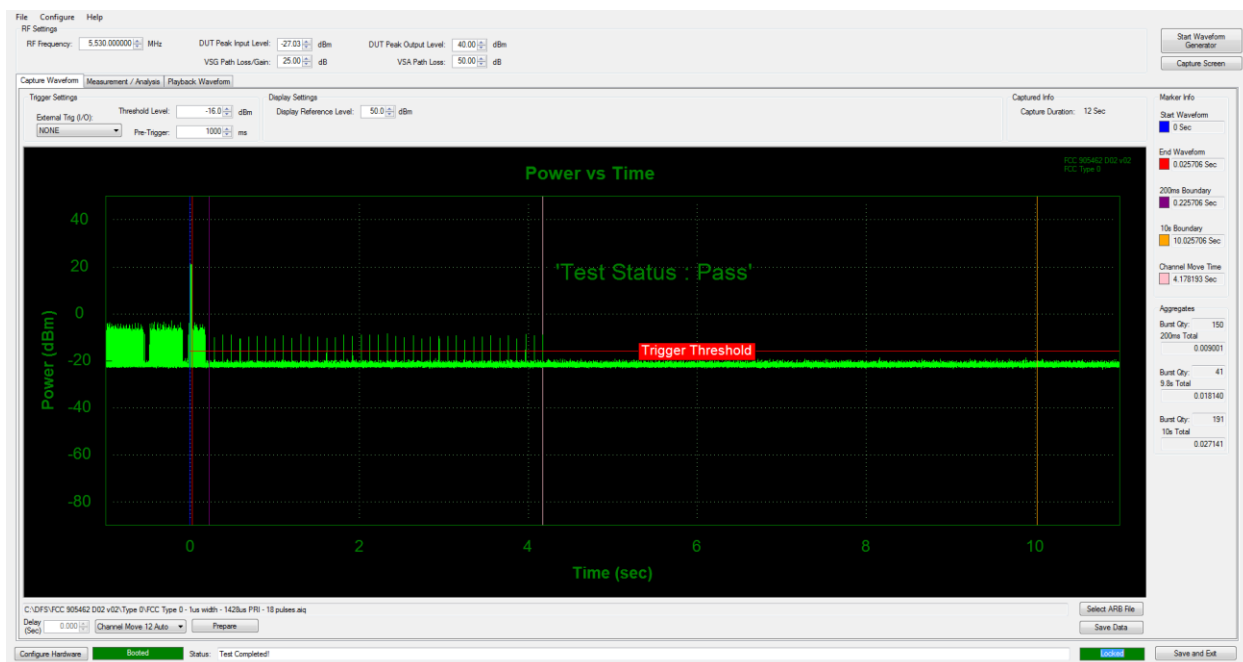 File Configure Help
RF Settings
RF Frequency: 5,530.000000 MHz DUT Peak Input Level: -27.03 dBm DUT Peak Output Level: 40.00 dBm
VSG Path Loss/Gain: 25.00 dB VSA Path Loss: 50.00 dB
Start Waveform Generator
Capture Screen
Capture Waveform Measurement / Analysis Playback Waveform
Trigger Settings
External Trig (I/O):
NONE
Threshold Level: -16.0 dBm
Pre-Trigger: 1000 ms
Display Settings
Display Reference Level: 50.0 dBm
Captured Info
Capture Duration: 12 Sec
Power vs Time
FCC 905462 D02 v02
FCC Type 0
'Test Status : Pass'
Trigger Threshold
Power (dBm)
40
20
0
-20
-40
-60
-80
0 2 4 6 8 10
Time (sec)
Marker Info
Start Waveform
0 Sec
End Waveform
0.025706 Sec
200ms Boundary
0.225706 Sec
10s Boundary
10.025706 Sec
Channel Move Time
4.178193 Sec
Aggregates
Burst Qty: 150
200ms Total
0.009001
Burst Qty: 41
9.8s Total
0.018140
Burst Qty: 191
10s Total
0.027141
C:\DFS\FCC 905462 D02 v02\Type 0\FCC Type 0 - 1us width - 1428us PRI - 18 pulses.aiq
Select ARB File
Delay (Sec) 0.000 Channel Move 12 Auto Prepare
Save Data
Configure Hardware Booted Status: Test Completed! Locked Save and Exit